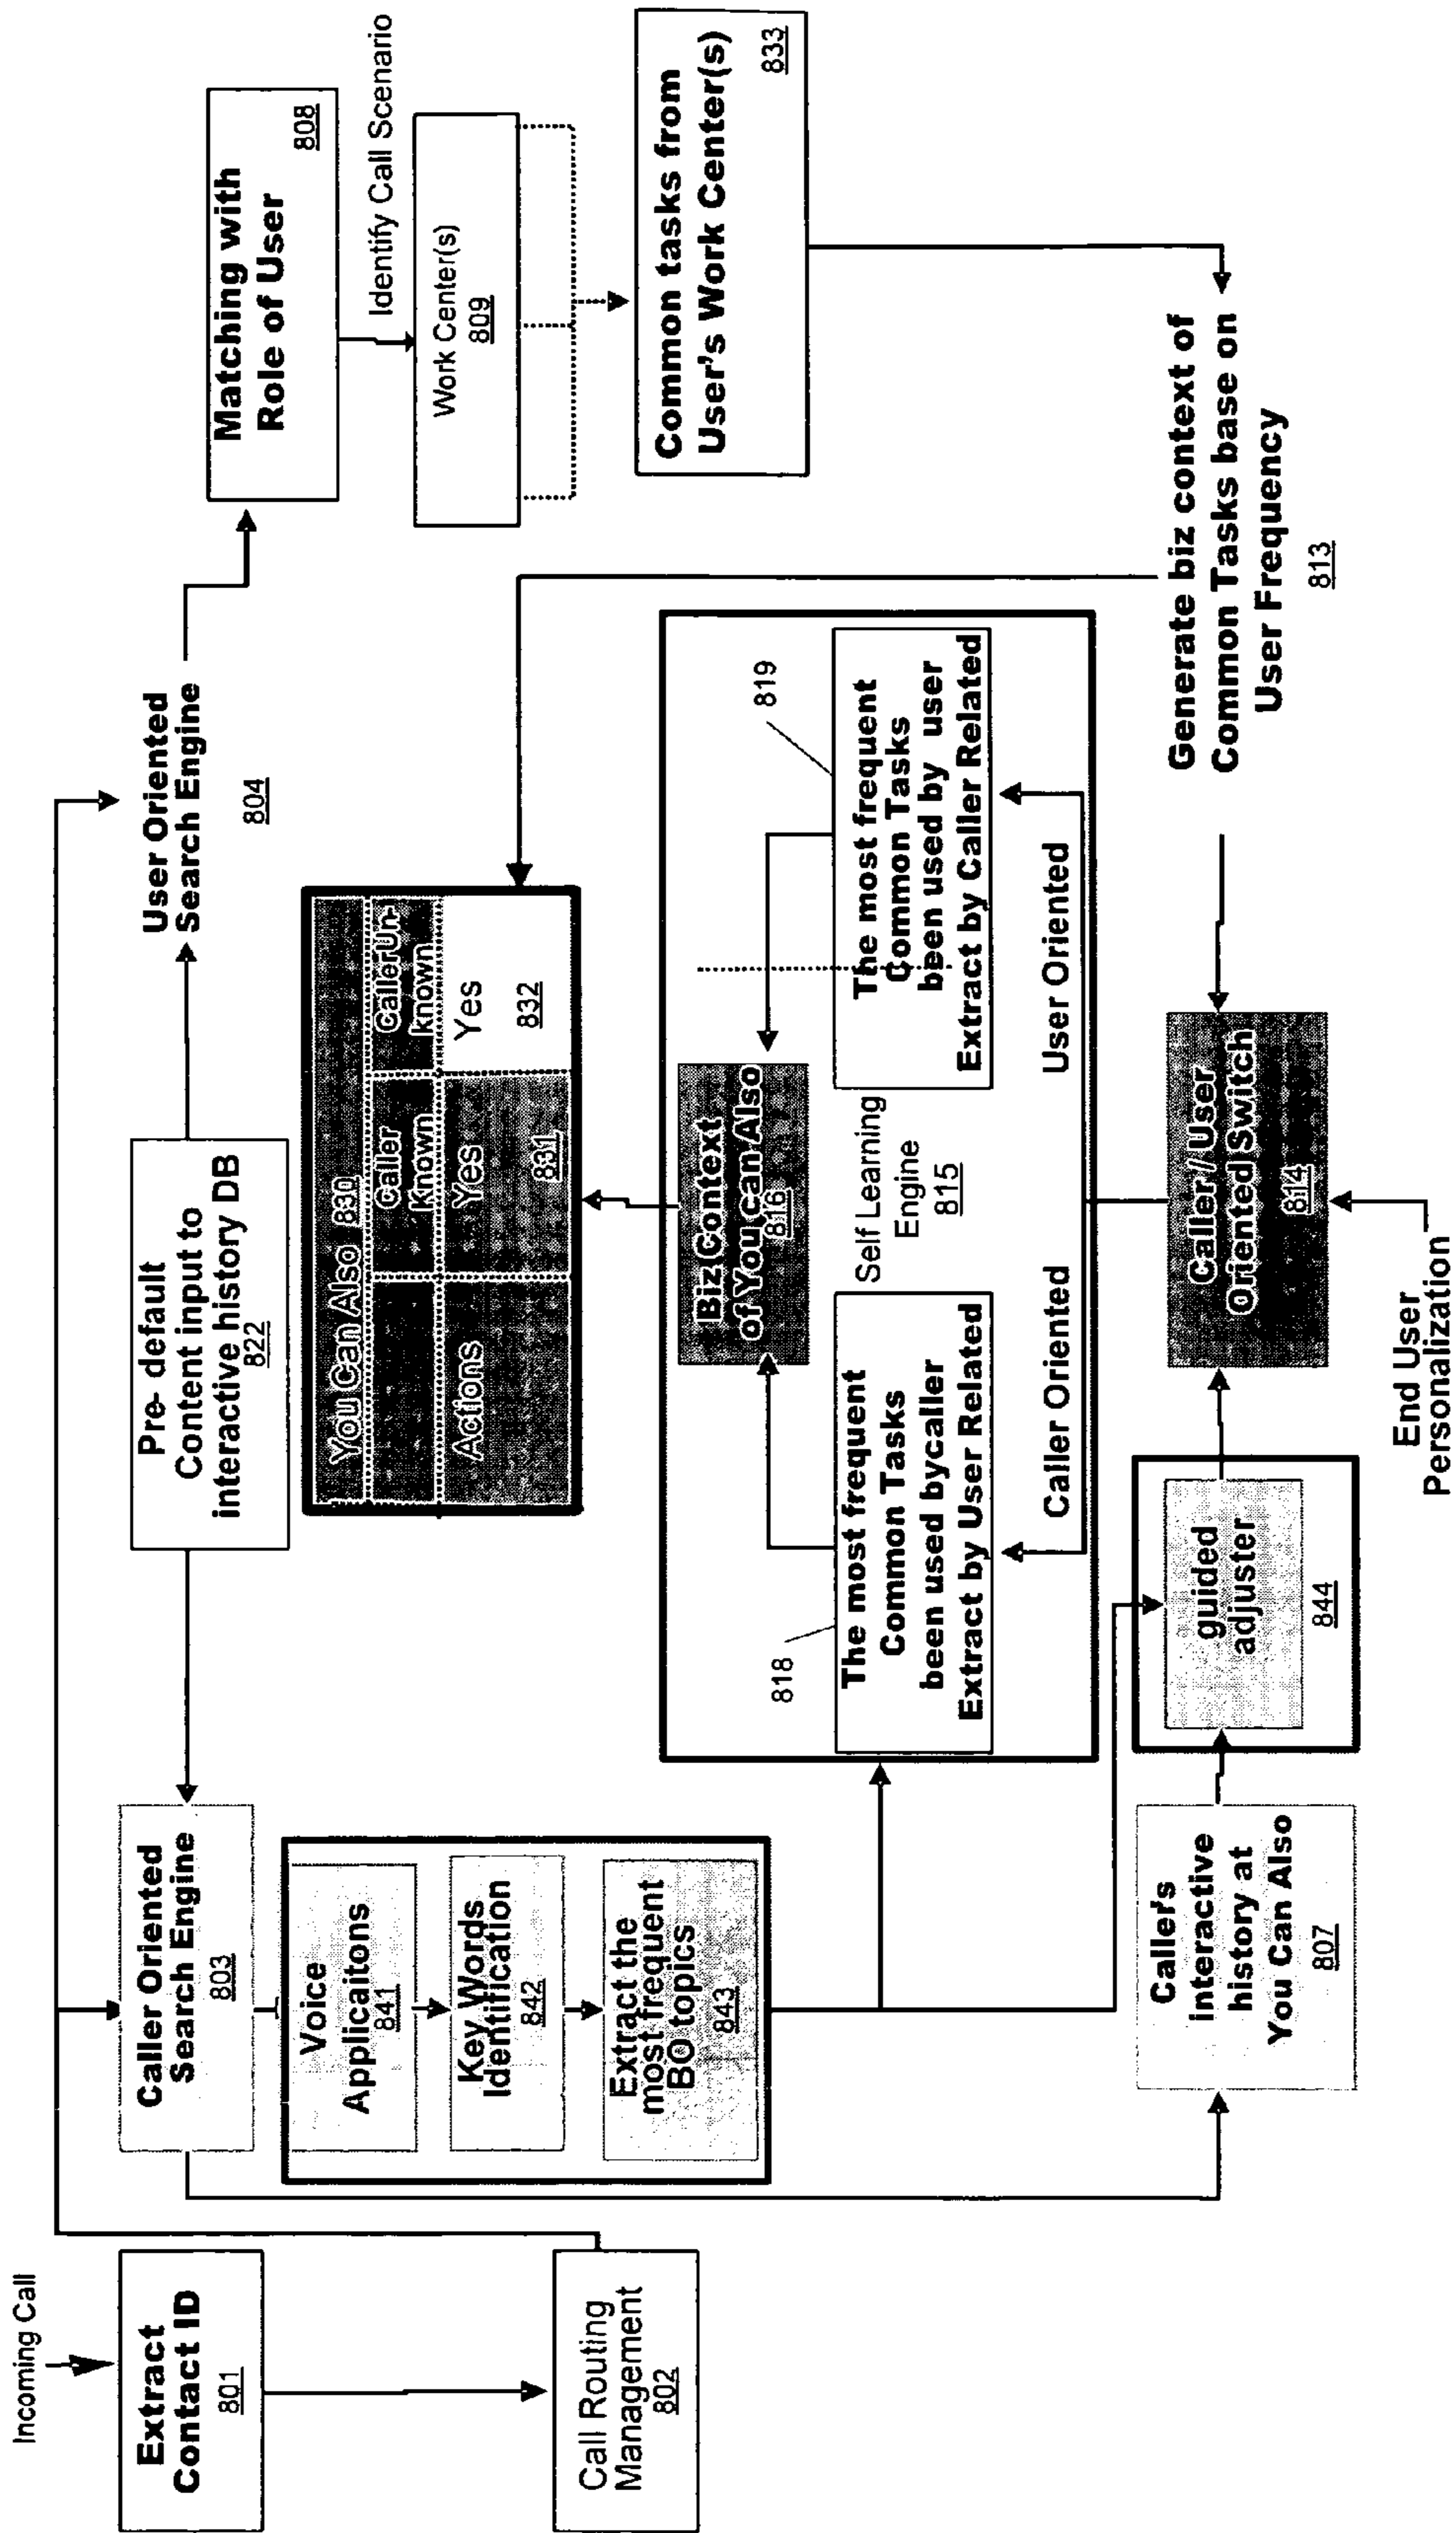 Incoming Call
Extract
Contact ID
801
Call Routing
Management
802
Caller Oriented
Search Engine
803
Voice
Applicaitons
841
Key Words
Identification
842
Extract the
most frequent
BO topics
843
Caller's
interactive
history at
You Can Also
807
Pre- default
Content input to
interactive history DB
822
User Oriented
Search Engine
804
Matching with
Role of User
808
Identify Call Scenario
Work Center(s)
809
Common tasks from
User's Work Center(s)
833
You Can Also 830
Caller
Known
CallerUn-
known
Actions
Yes
831
Yes
832
Biz Context
of You can Also
816
Self Learning
Engine
815
818
The most frequent
Common Tasks
been used bycaller
Extract by User Related
819
The most frequent
Common Tasks
been used by user
Extract by Caller Related
Caller Oriented
User Oriented
guided
adjuster
844
Caller / User
Oriented Switch
814
End User
Personalization
Generate biz context of
Common Tasks base on
User Frequency
813